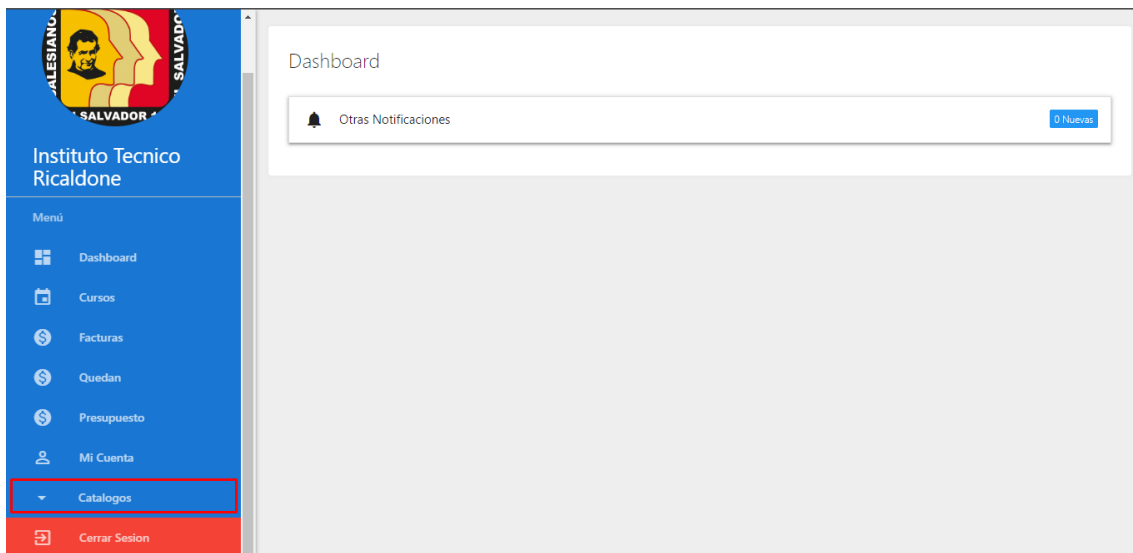 SALESIANOS
SALVADOR
SALVADOR
Instituto Tecnico
Ricaldone
Menú
Dashboard
Cursos
Facturas
Quedan
Presupuesto
Mi Cuenta
Catalogos
Cerrar Sesion
Dashboard
Otras Notificaciones
0 Nuevas